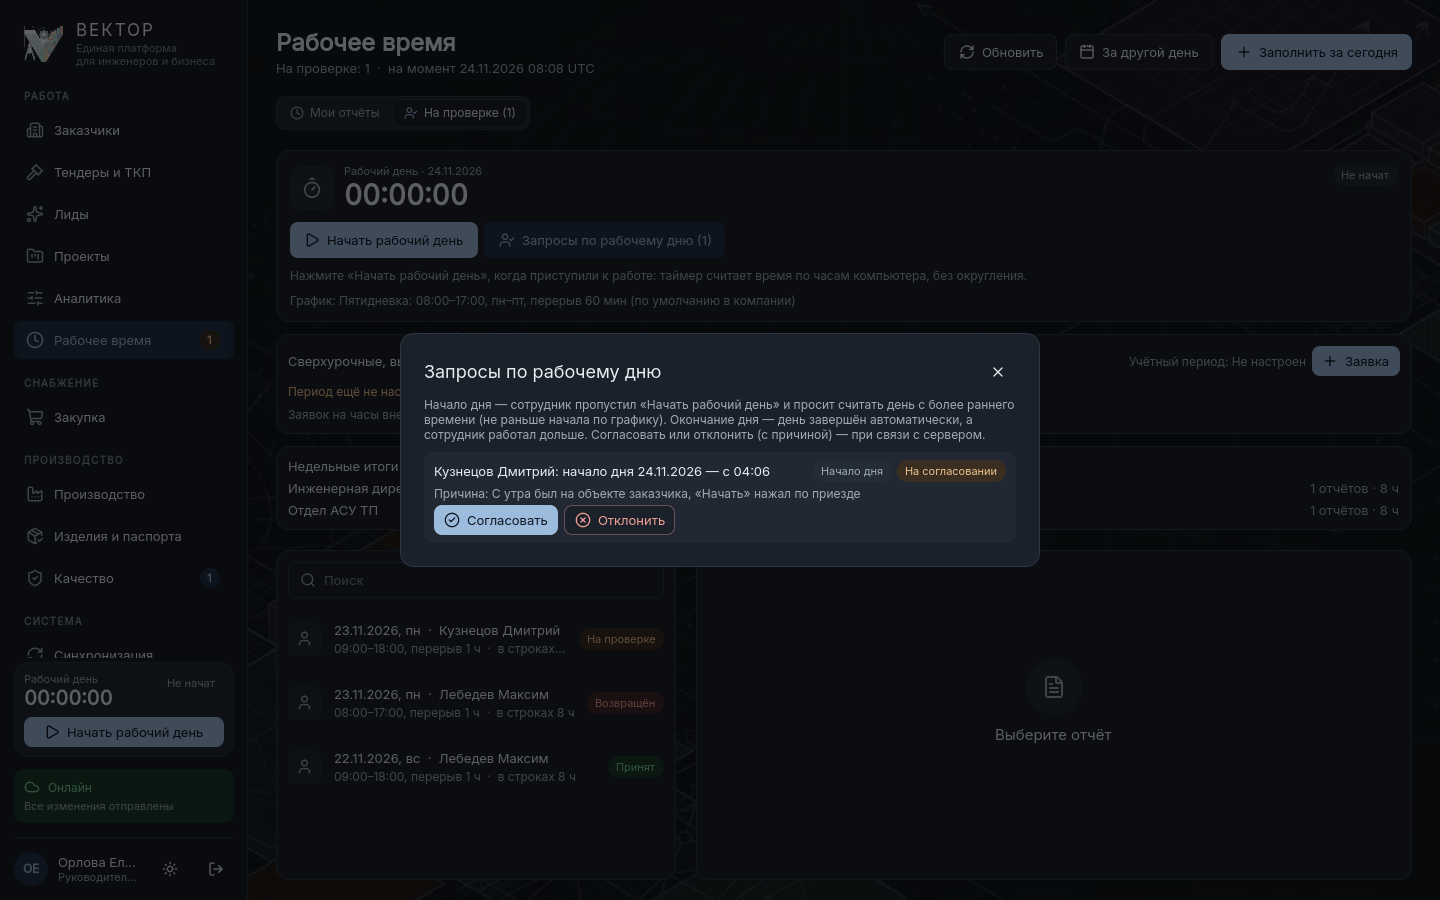 ВЕКТОР
Единая платформа
для инженеров и бизнеса
РАБОТА
Заказчики
Тендеры и ТКП
Лиды
Проекты
Аналитика
Рабочее время 1
СНАБЖЕНИЕ
Закупка
ПРОИЗВОДСТВО
Производство
Изделия и паспорта
Качество 1
СИСТЕМА
Синхронизация
Рабочий день
Не начат
00:00:00
Начать рабочий день
Онлайн
Все изменения отправлены
ОЕ
Орлова Ел...
Руководител...
Рабочее время
На проверке: 1 · на момент 24.11.2026 08:08 UTC
Обновить
За другой день
Заполнить за сегодня
Мои отчёты
На проверке (1)
Рабочий день · 24.11.2026
00:00:00
Не начат
Начать рабочий день
Запросы по рабочему дню (1)
Нажмите «Начать рабочий день», когда приступили к работе: таймер считает время по часам компьютера, без округления.
График: Пятидневка: 08:00–17:00, пн–пт, перерыв 60 мин (по умолчанию в компании)
Сверхурочные, вы
Учётный период: Не настроен
Заявка
Период ещё не нас
Заявок на часы вне
Недельные итоги
Инженерная дире
1 отчётов · 8 ч
Отдел АСУ ТП
1 отчётов · 8 ч
Запросы по рабочему дню
Начало дня — сотрудник пропустил «Начать рабочий день» и просит считать день с более раннего
времени (не раньше начала по графику). Окончание дня — день завершён автоматически, а
сотрудник работал дольше. Согласовать или отклонить (с причиной) — при связи с сервером.
Кузнецов Дмитрий: начало дня 24.11.2026 — с 04:06
Начало дня
На согласовании
Причина: С утра был на объекте заказчика, «Начать» нажал по приезде
Согласовать
Отклонить
Поиск
23.11.2026, пн · Кузнецов Дмитрий
09:00–18:00, перерыв 1 ч · в строках...
На проверке
23.11.2026, пн · Лебедев Максим
08:00–17:00, перерыв 1 ч · в строках 8 ч
Возвращён
22.11.2026, вс · Лебедев Максим
09:00–18:00, перерыв 1 ч · в строках 8 ч
Принят
Выберите отчёт